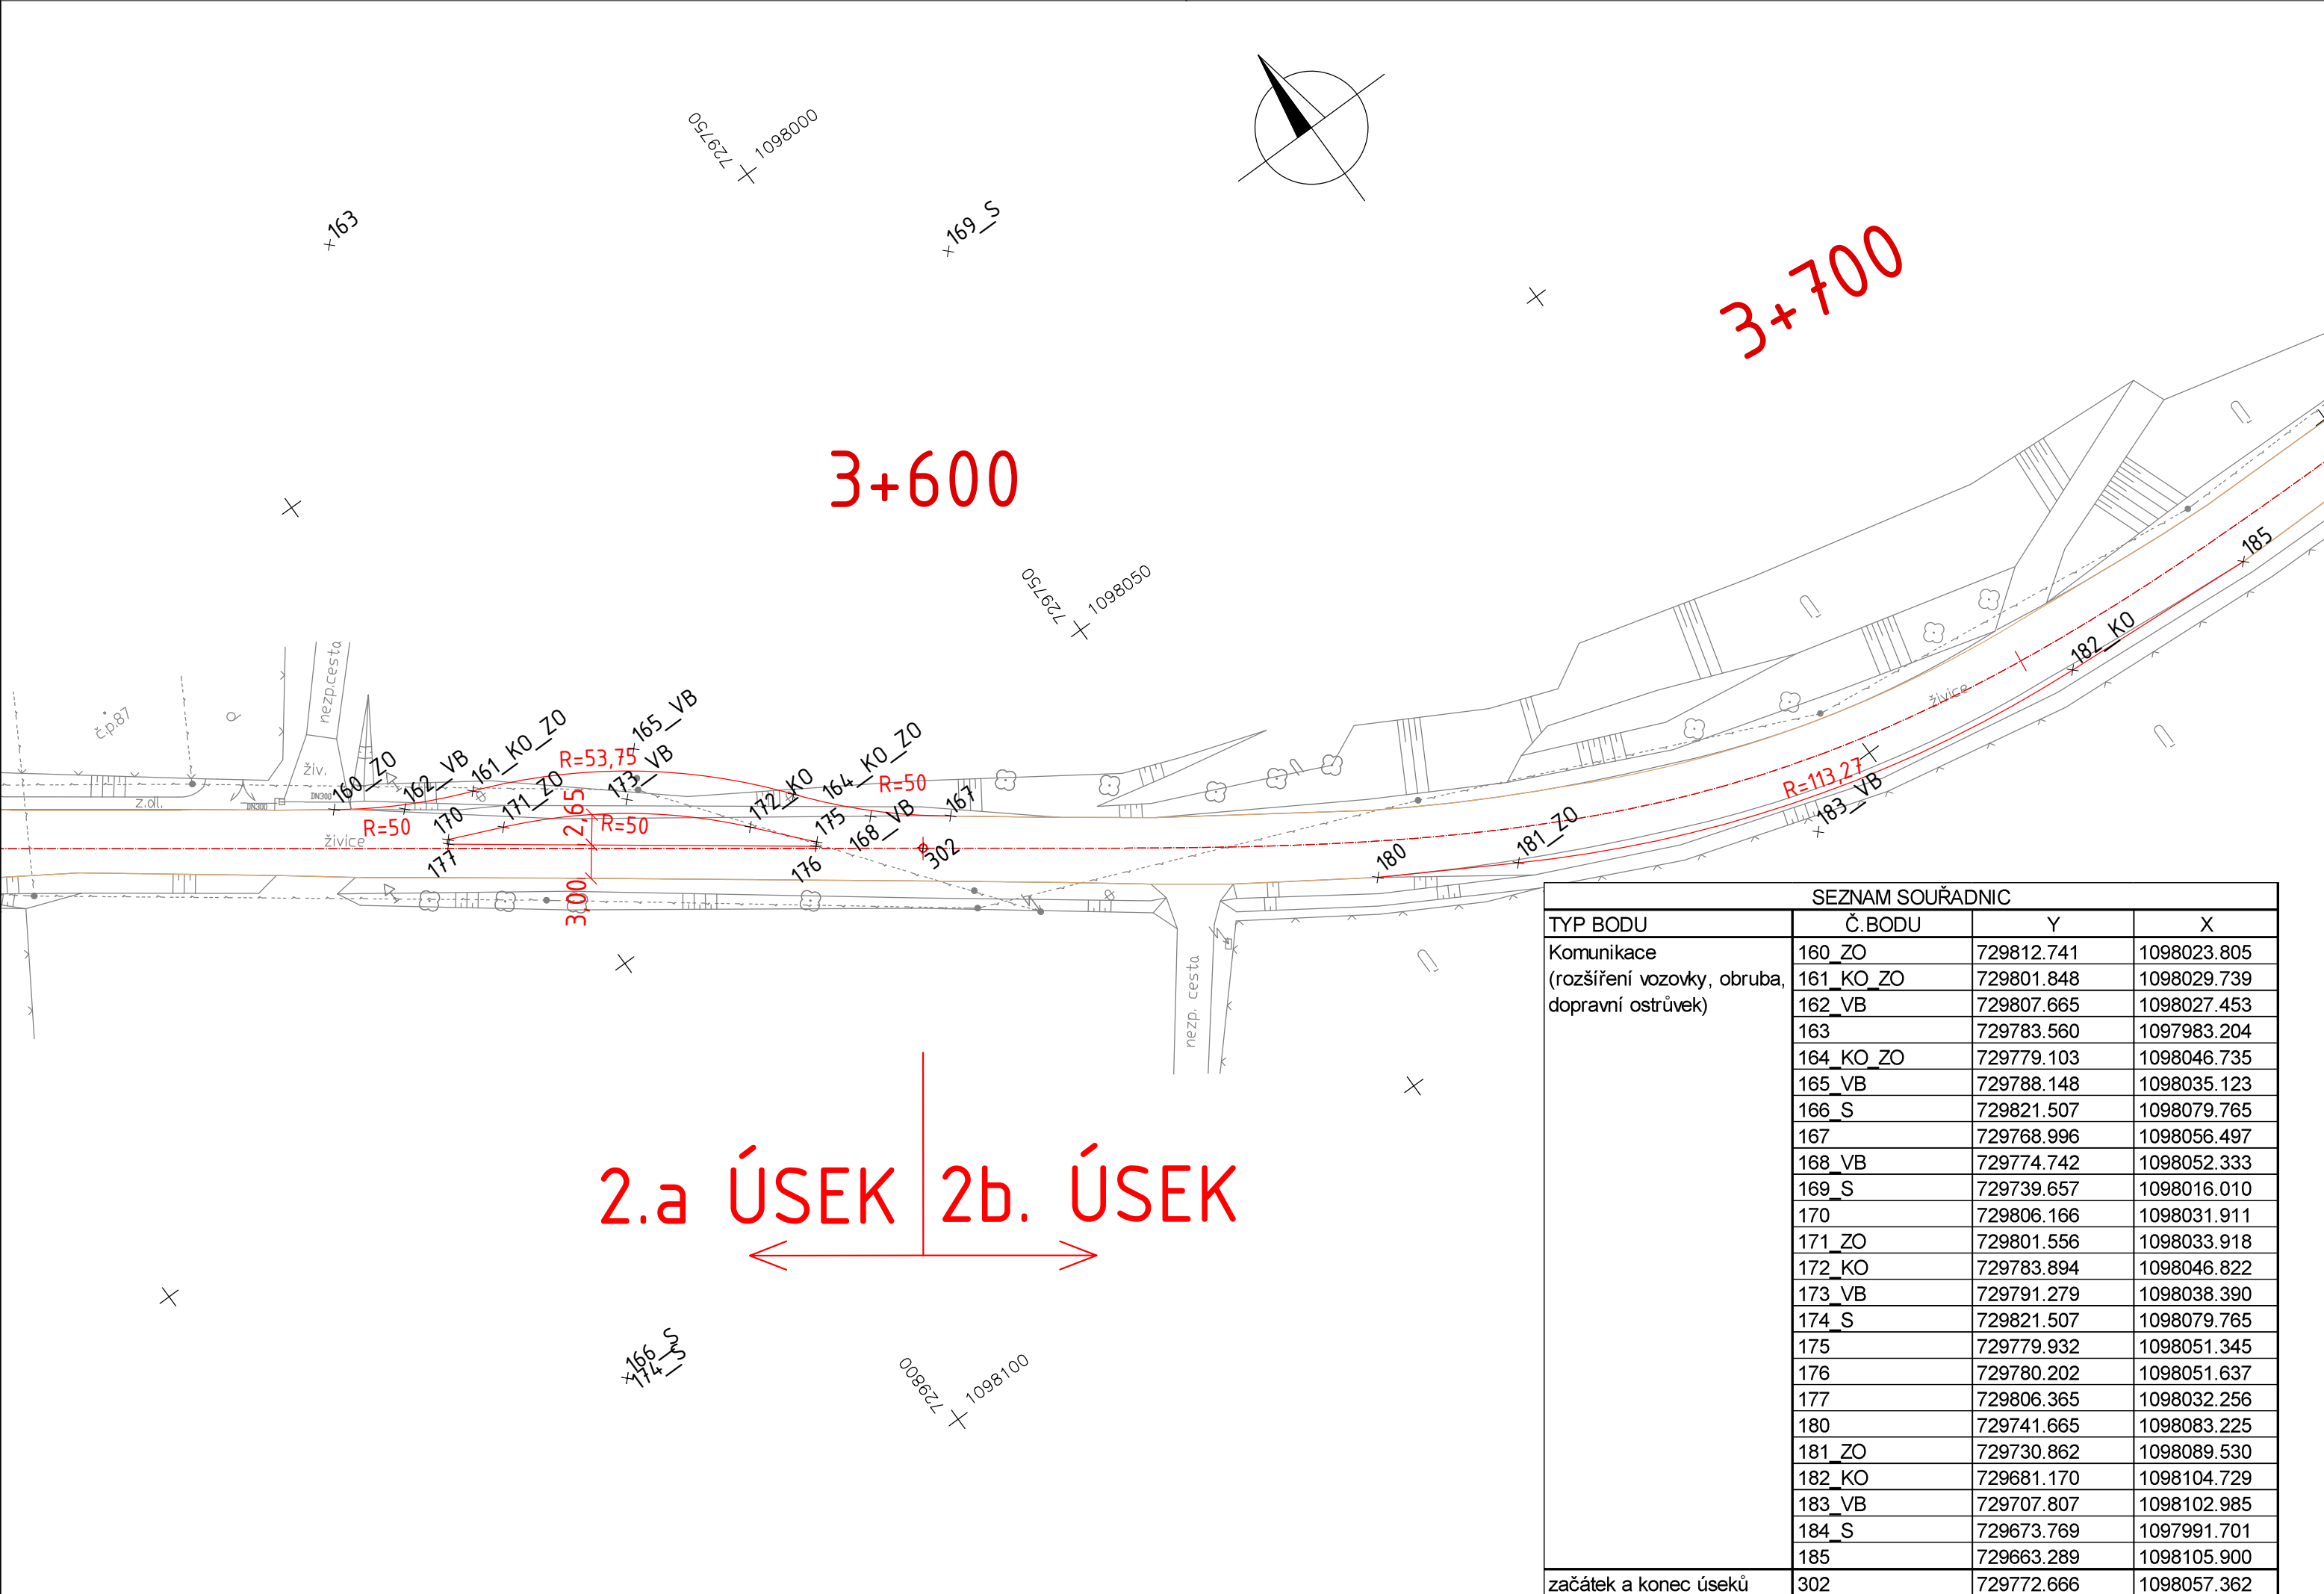 729750
1098000
163
169_S
3+700
3+600
729750
1098050
185
182_KO
živice
nezp.cesta
č.p.87
živ.
z.dl.
DN300
DN300
160_ZO
162_VB
161_KO_ZO
R=53,75
165_VB
173_VB
171_ZO
172_KO
164_KO_ZO
R=50
167
R=50
170
2,65
R=50
175
168_VB
živice
177
176
302
3,00
180
181_ZO
R=113,27
183_VB
nezp. cesta
2.a ÚSEK
2b. ÚSEK
166_S
174_S
729800
1098100
SEZNAM SOUŘADNIC
TYP BODU Č.BODU Y X
Komunikace 160_ZO 729812.741 1098023.805
(rozšíření vozovky, obruba, 161_KO_ZO 729801.848 1098029.739
dopravní ostrůvek) 162_VB 729807.665 1098027.453
163 729783.560 1097983.204
164_KO_ZO 729779.103 1098046.735
165_VB 729788.148 1098035.123
166_S 729821.507 1098079.765
167 729768.996 1098056.497
168_VB 729774.742 1098052.333
169_S 729739.657 1098016.010
170 729806.166 1098031.911
171_ZO 729801.556 1098033.918
172_KO 729783.894 1098046.822
173_VB 729791.279 1098038.390
174_S 729821.507 1098079.765
175 729779.932 1098051.345
176 729780.202 1098051.637
177 729806.365 1098032.256
180 729741.665 1098083.225
181_ZO 729730.862 1098089.530
182_KO 729681.170 1098104.729
183_VB 729707.807 1098102.985
184_S 729673.769 1097991.701
185 729663.289 1098105.900
začátek a konec úseků 302 729772.666 1098057.362